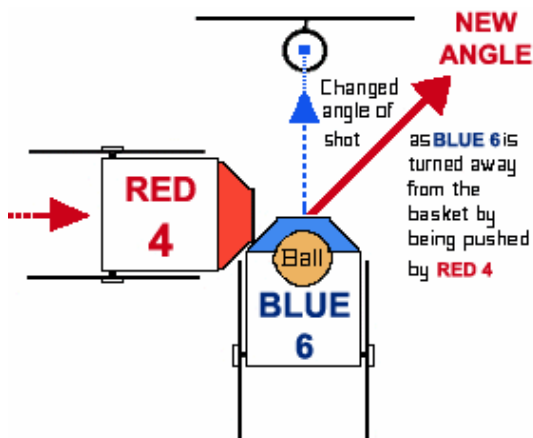 NEW
ANGLE
Changed
angle of
shot
as BLUE 6 is
turned away
from the
basket by
being pushed
by RED 4
RED
4
Ball
BLUE
6